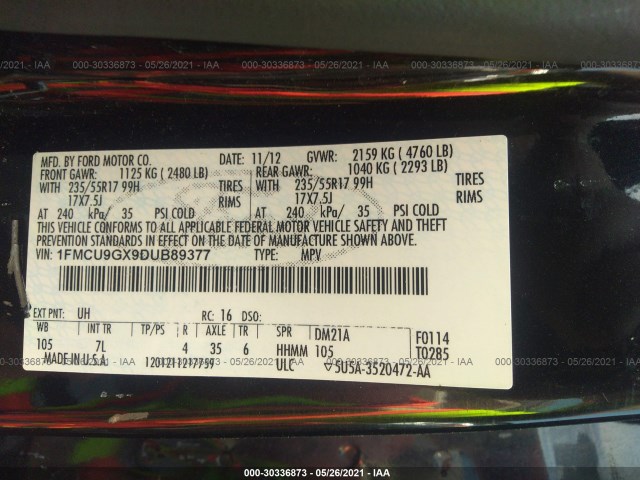 000-30336873 - 05/26/2021 - IAA
MFD. BY FORD MOTOR CO. DATE: 11/12 GVWR: 2159 KG ( 4760 LB)
FRONT GAWR: 1125 KG ( 2480 LB) REAR GAWR: 1040 KG ( 2293 LB)
WITH 235/55R17 99H TIRES WITH 235/55R17 99H TIRES
17X7.5J RIMS 17X7.5J RIMS
AT 240 kPa/ 35 PSI COLD AT 240 kPa/ 35 PSI COLD
THIS VEHICLE CONFORMS TO ALL APPLICABLE FEDERAL MOTOR VEHICLE SAFETY AND THEFT
PREVENTION STANDARDS IN EFFECT ON THE DATE OF MANUFACTURE SHOWN ABOVE.
VIN: 1FMCU9GX9DUB89377 TYPE: MPV
EXT PNT: UH RC: 16 DSO:
WB INT TR TP/PS R AXLE TR SPR DM21A F0114
105 7L 4 35 6 HHMM 105 T0285
MADE IN U.S.A. ULC 5U5A-3520472-AA
000-30336873 - 05/26/2021 - IAA